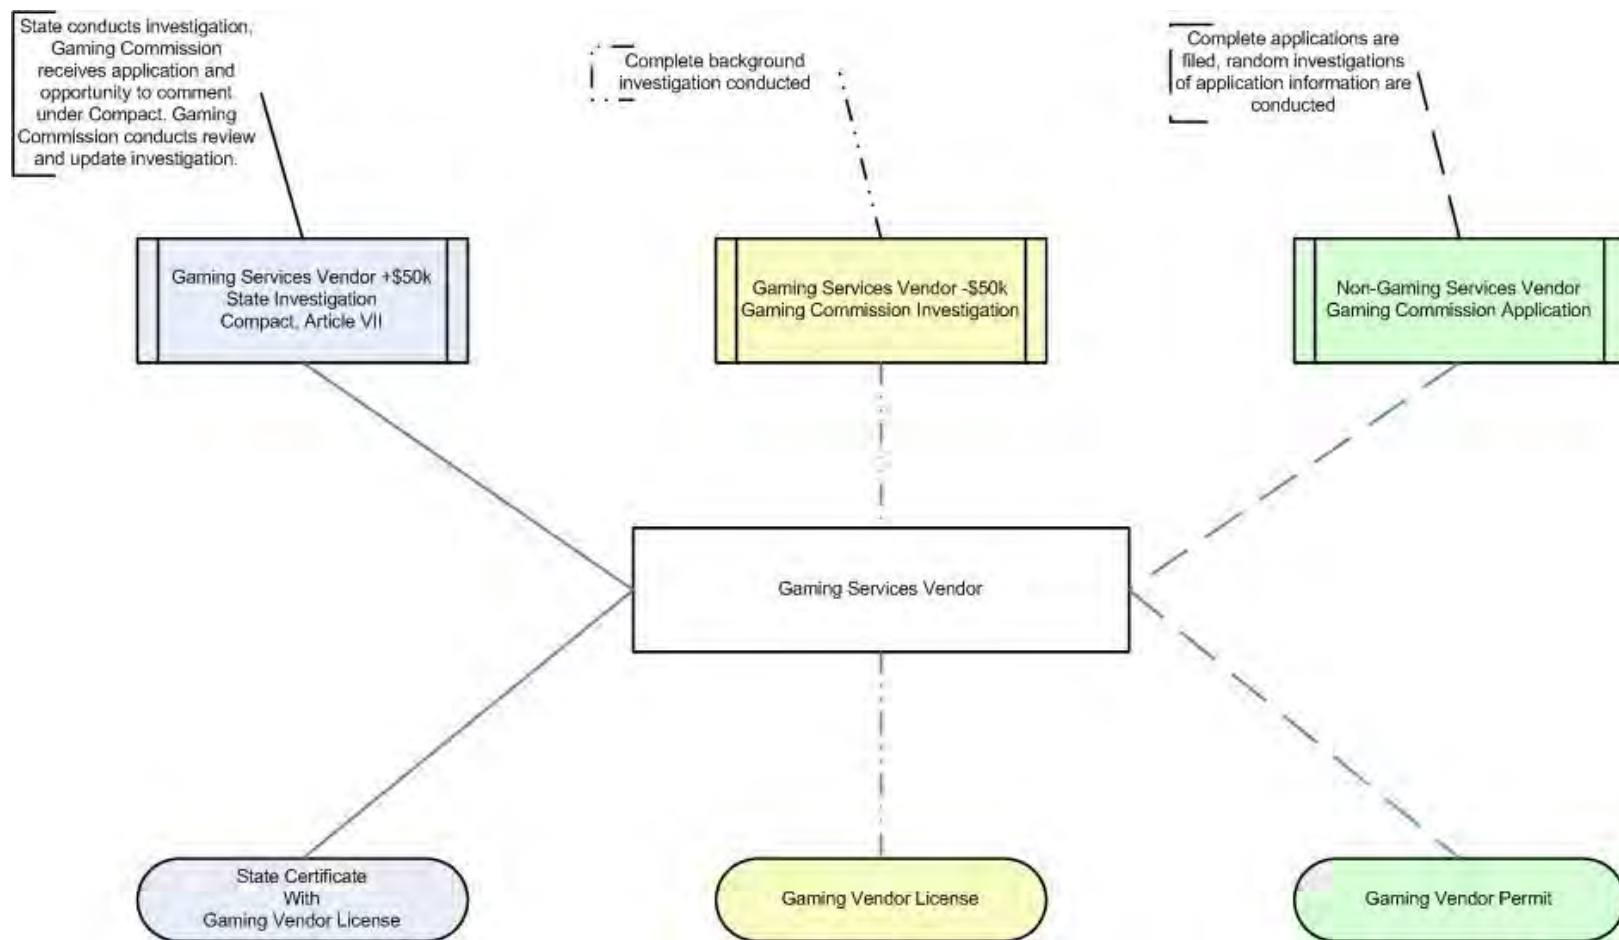 State conducts investigation,
Gaming Commission
receives application and
opportunity to comment
under Compact. Gaming
Commission conducts review
and update investigation.
Complete background
investigation conducted
Complete applications are
filed, random investigations
of application information are
conducted
Gaming Services Vendor +$50k
State Investigation
Compact, Article VII
Gaming Services Vendor -$50k
Gaming Commission Investigation
Non-Gaming Services Vendor
Gaming Commission Application
Gaming Services Vendor
State Certificate
With
Gaming Vendor License
Gaming Vendor License
Gaming Vendor Permit